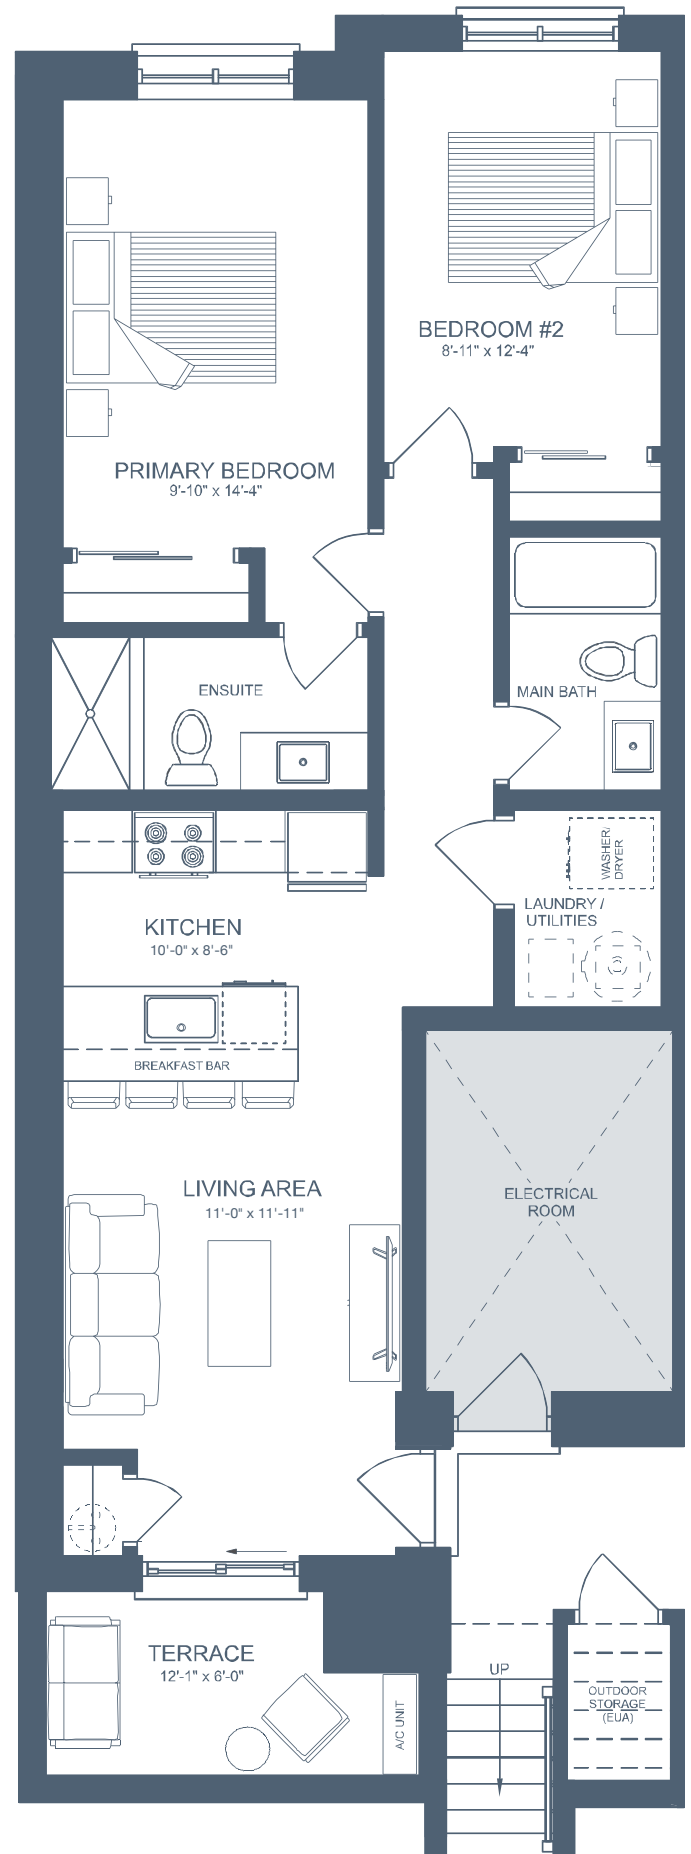 BEDROOM #2
8'-11" x 12'-4"
PRIMARY BEDROOM
9'-10" x 14'-4"
ENSUITE
MAIN BATH
WASHER/
DRYER
LAUNDRY /
UTILITIES
KITCHEN
10'-0" x 8'-6"
BREAKFAST BAR
LIVING AREA
11'-0" x 11'-11"
ELECTRICAL
ROOM
TERRACE
12'-1" x 6'-0"
A/C UNIT
UP
OUTDOOR
STORAGE
(EUA)